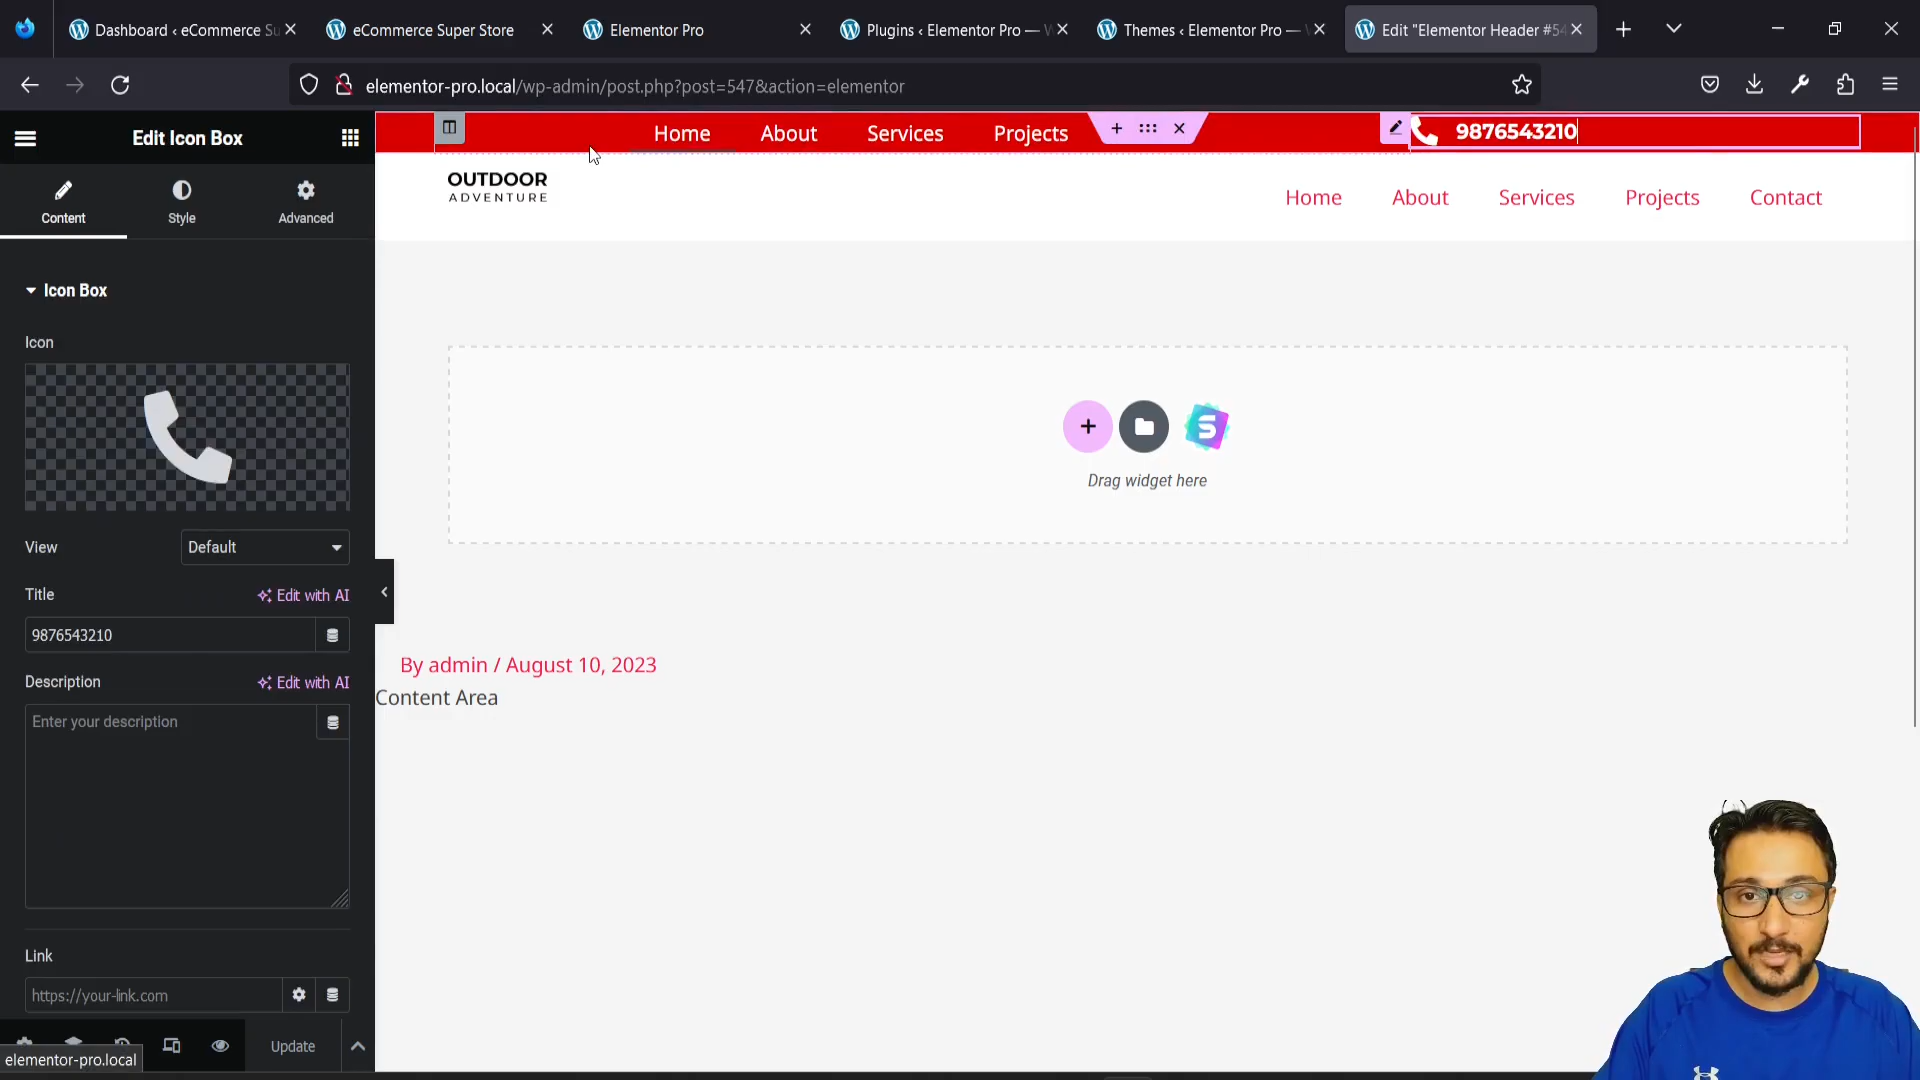 Dashboard ‹ eCommerce Su
eCommerce Super Store
Elementor Pro
Plugins ‹ Elementor Pro —
Themes ‹ Elementor Pro —
Edit "Elementor Header #54
elementor-pro.local/wp-admin/post.php?post=547&action=elementor
Edit Icon Box
Content
Style
Advanced
Icon Box
Icon
View
Default
Title
Edit with AI
9876543210
Description
Edit with AI
Enter your description
Link
https://your-link.com
Update
elementor-pro.local
Home
About
Services
Projects
9876543210
OUTDOOR
ADVENTURE
Home
About
Services
Projects
Contact
S
Drag widget here
By admin / August 10, 2023
Content Area